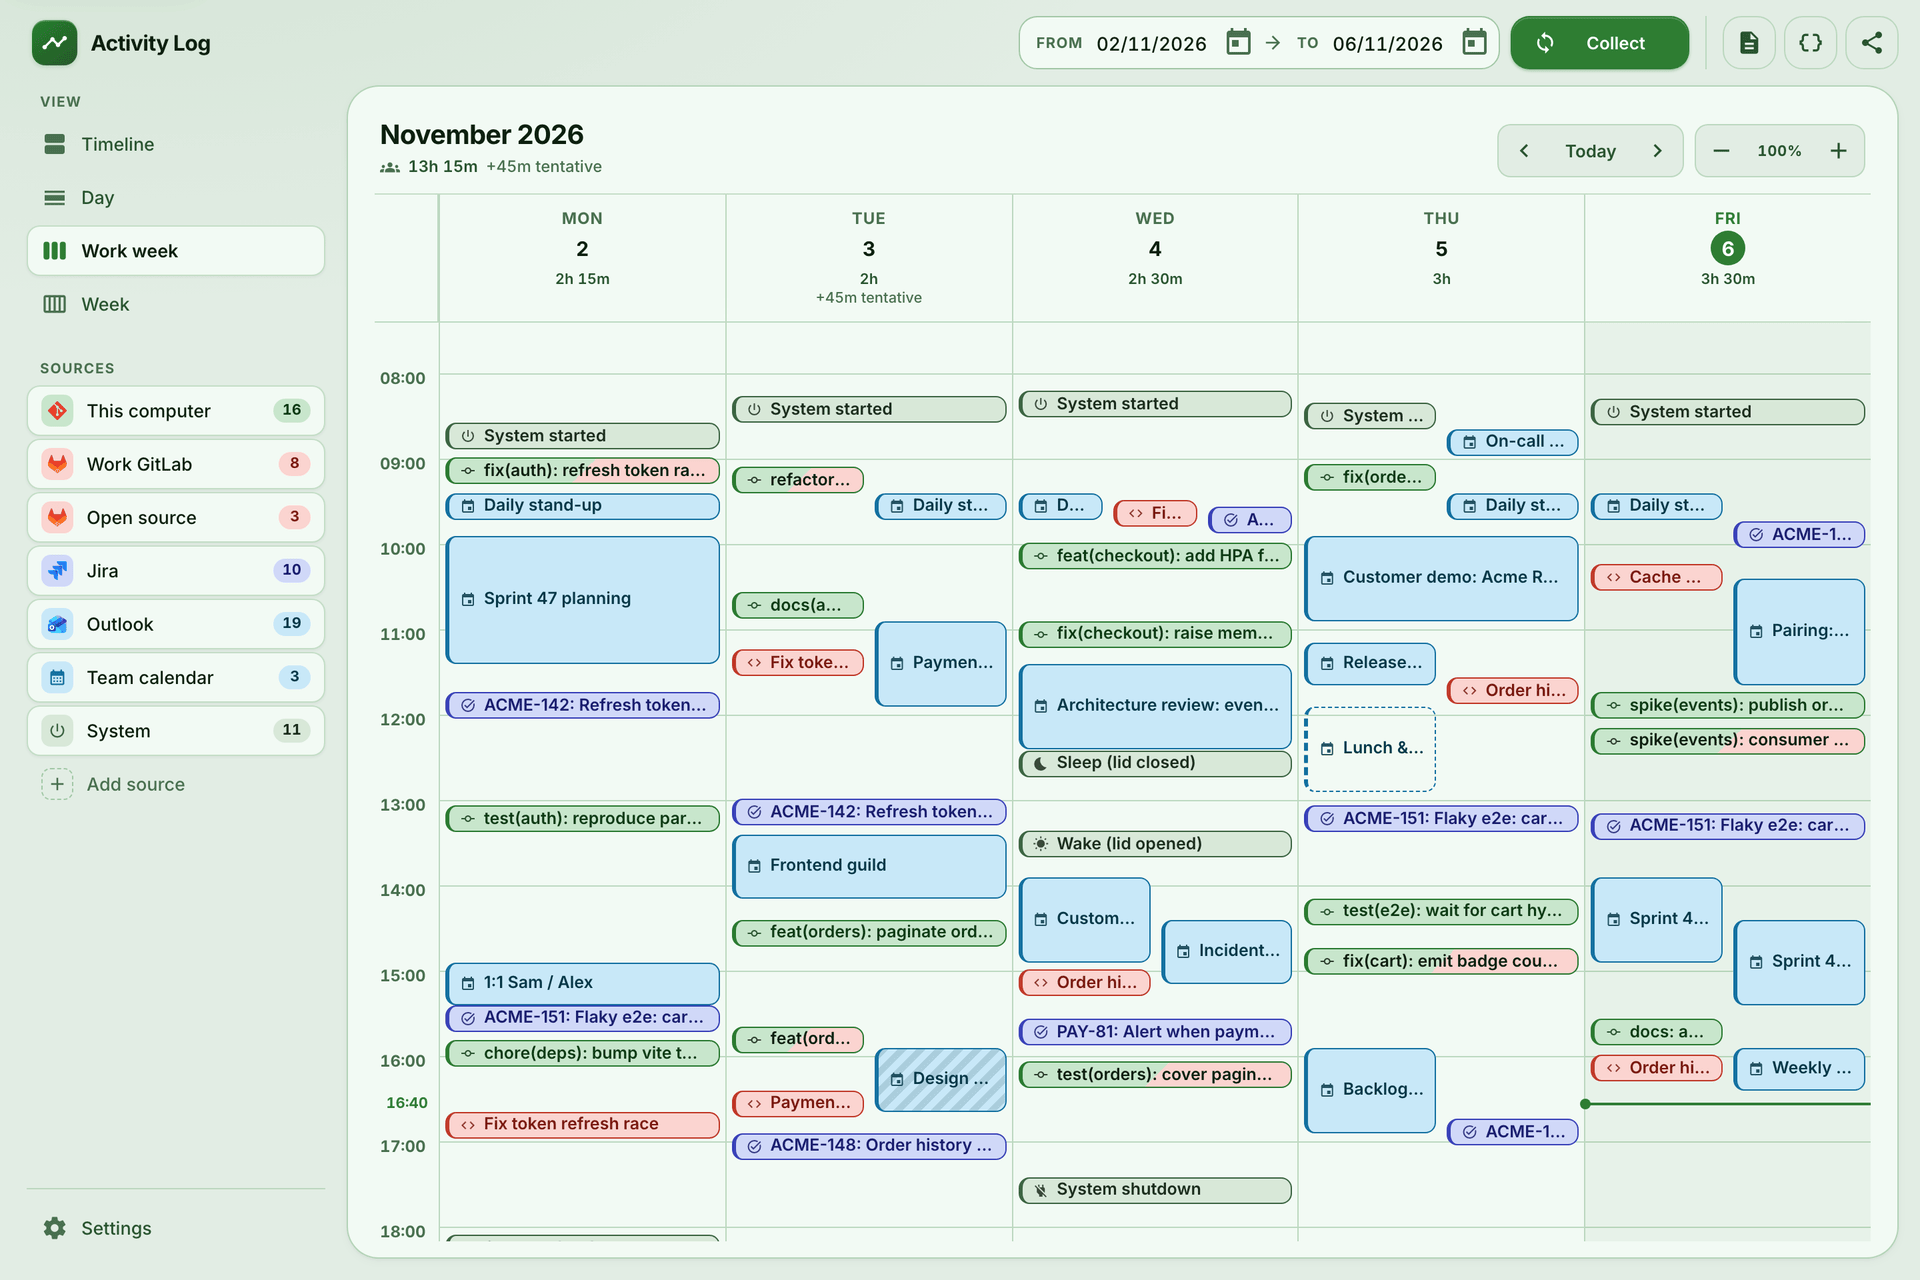 Activity Log
FROM 02/11/2026 → TO 06/11/2026
Collect
VIEW
Timeline
Day
Work week
Week
SOURCES
This computer 16
Work GitLab 8
Open source 3
Jira 10
Outlook 19
Team calendar 3
System 11
Add source
Settings
November 2026
13h 15m +45m tentative
Today
100%
MON
2
2h 15m
TUE
3
2h
+45m tentative
WED
4
2h 30m
THU
5
3h
FRI
6
3h 30m
08:00
09:00
10:00
11:00
12:00
13:00
14:00
15:00
16:00
16:40
17:00
18:00
System started
fix(auth): refresh token ra...
Daily stand-up
Sprint 47 planning
ACME-142: Refresh token...
test(auth): reproduce par...
1:1 Sam / Alex
ACME-151: Flaky e2e: car...
chore(deps): bump vite t...
Fix token refresh race
System started
refactor...
Daily st...
docs(a...
Paymen...
Fix toke...
ACME-142: Refresh token...
Frontend guild
feat(orders): paginate ord...
feat(ord...
Design ...
Paymen...
ACME-148: Order history ...
System started
D...
Fi...
A...
feat(checkout): add HPA f...
fix(checkout): raise mem...
Architecture review: even...
Sleep (lid closed)
Wake (lid opened)
Custom...
Incident...
Order hi...
PAY-81: Alert when paym...
test(orders): cover pagin...
System shutdown
System ...
On-call ...
fix(orde...
Daily st...
Customer demo: Acme R...
Release...
Order hi...
Lunch &...
ACME-151: Flaky e2e: car...
test(e2e): wait for cart hy...
fix(cart): emit badge cou...
Backlog...
ACME-1...
System started
Daily st...
ACME-1...
Cache ...
Pairing:...
spike(events): publish or...
spike(events): consumer ...
ACME-151: Flaky e2e: car...
Sprint 4...
Sprint 4...
docs: a...
Order hi...
Weekly ...